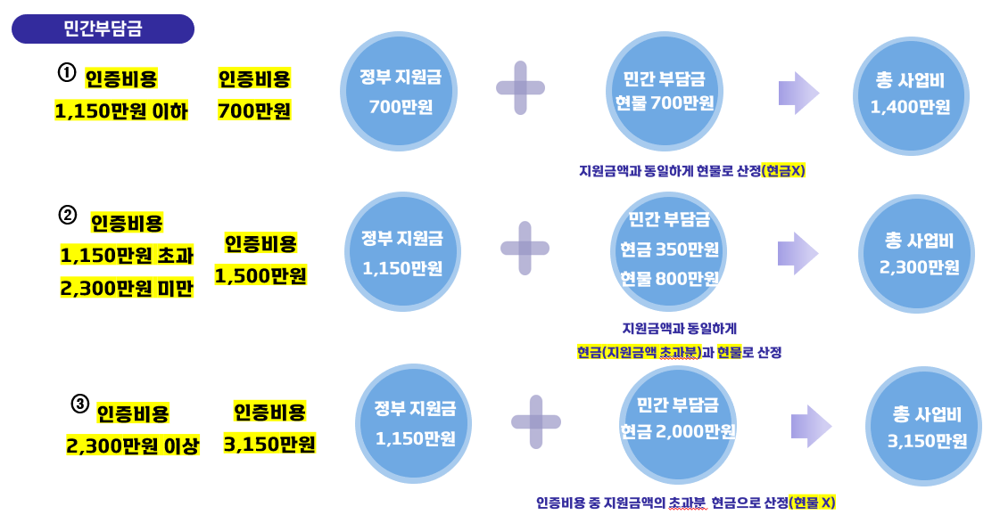 민간부담금
①
인증비용
1,150만원 이하
인증비용
700만원
정부 지원금
700만원
민간 부담금
현물 700만원
총 사업비
1,400만원
지원금액과 동일하게 현물로 산정(현금X)
②
인증비용
1,150만원 초과
2,300만원 미만
인증비용
1,500만원
정부 지원금
1,150만원
민간 부담금
현금 350만원
현물 800만원
총 사업비
2,300만원
지원금액과 동일하게
현금(지원금액 초과분)과 현물로 산정
③
인증비용
2,300만원 이상
인증비용
3,150만원
정부 지원금
1,150만원
민간 부담금
현금 2,000만원
총 사업비
3,150만원
인증비용 중 지원금액의 초과분 현금으로 산정(현물 X)